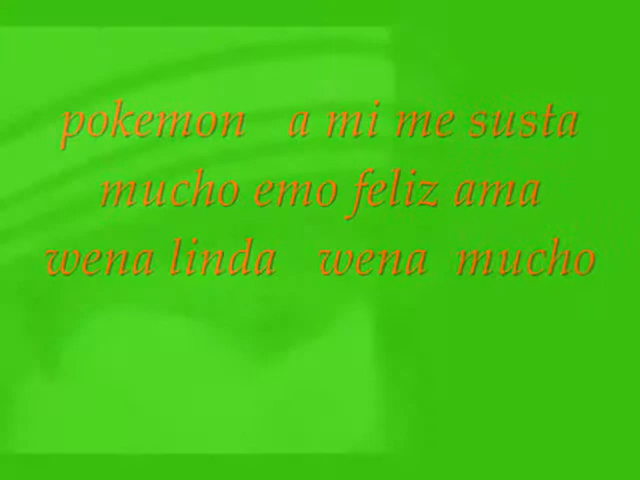 pokemon a mi me susta
mucho emo feliz ama
wena linda wena mucho